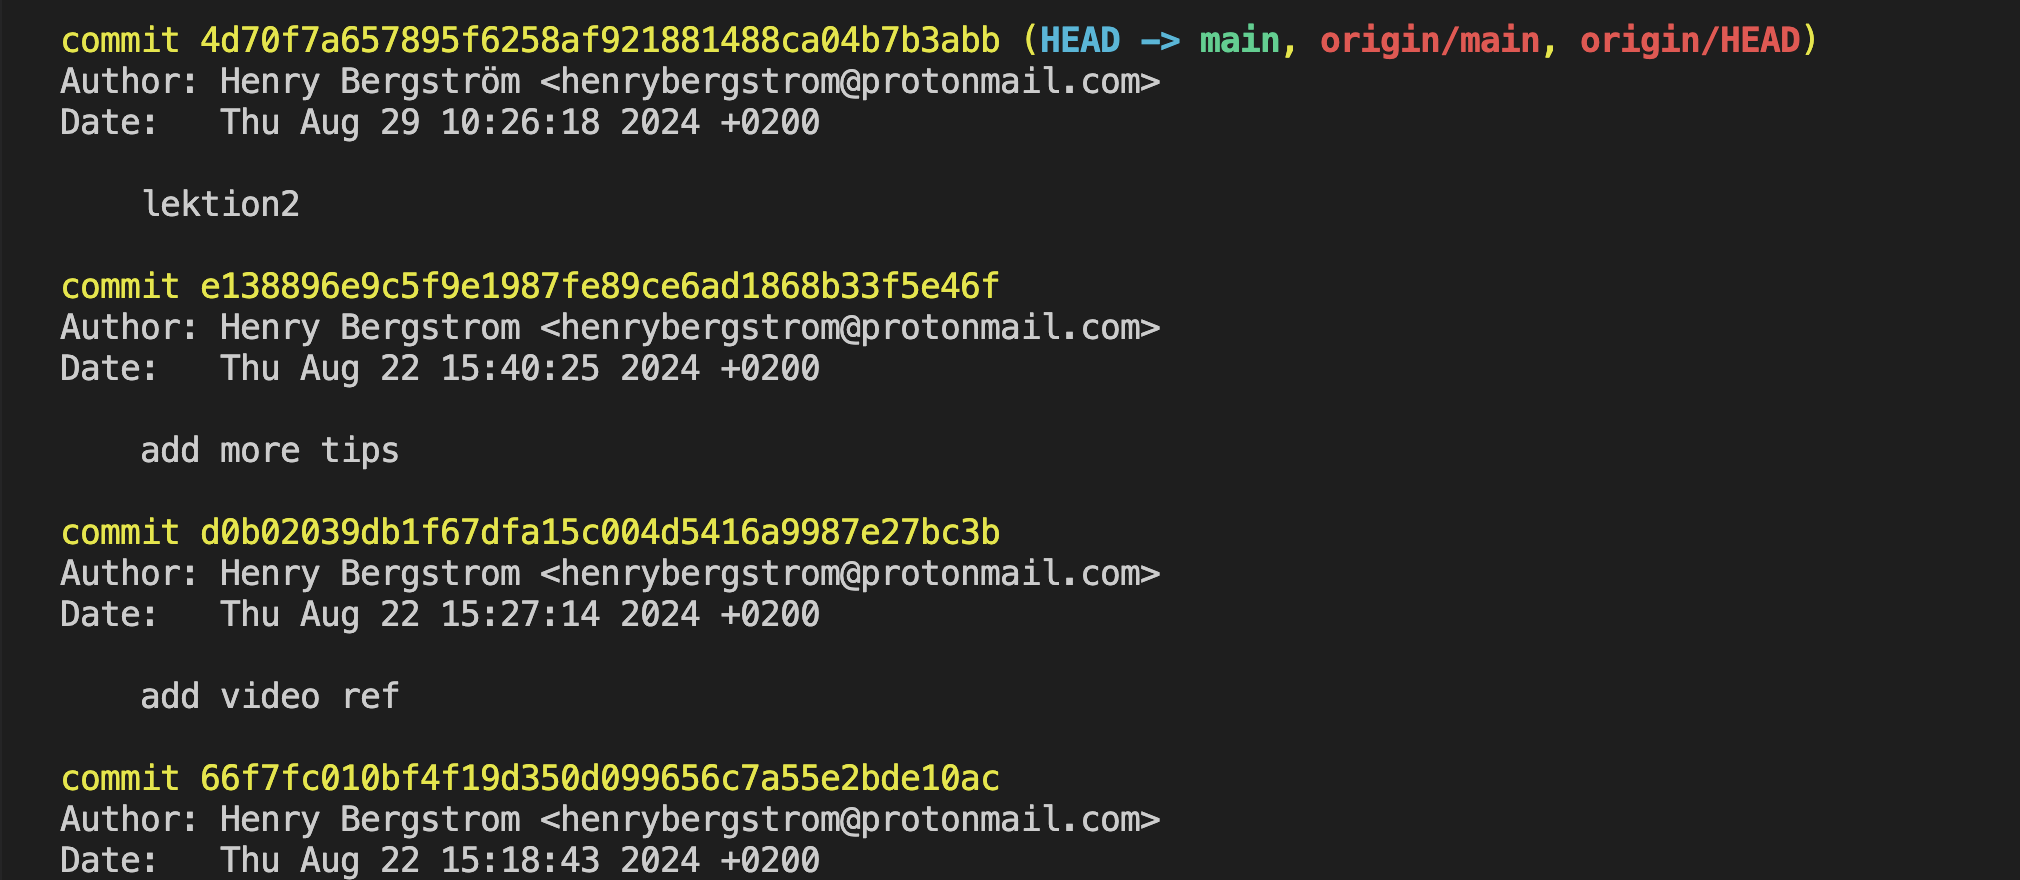 commit 4d70f7a657895f6258af921881488ca04b7b3abb (HEAD -> main, origin/main, origin/HEAD)
Author: Henry Bergström <henrybergstrom@protonmail.com>
Date:   Thu Aug 29 10:26:18 2024 +0200
    lektion2
commit e138896e9c5f9e1987fe89ce6ad1868b33f5e46f
Author: Henry Bergstrom <henrybergstrom@protonmail.com>
Date:   Thu Aug 22 15:40:25 2024 +0200
    add more tips
commit d0b02039db1f67dfa15c004d5416a9987e27bc3b
Author: Henry Bergstrom <henrybergstrom@protonmail.com>
Date:   Thu Aug 22 15:27:14 2024 +0200
    add video ref
commit 66f7fc010bf4f19d350d099656c7a55e2bde10ac
Author: Henry Bergstrom <henrybergstrom@protonmail.com>
Date:   Thu Aug 22 15:18:43 2024 +0200